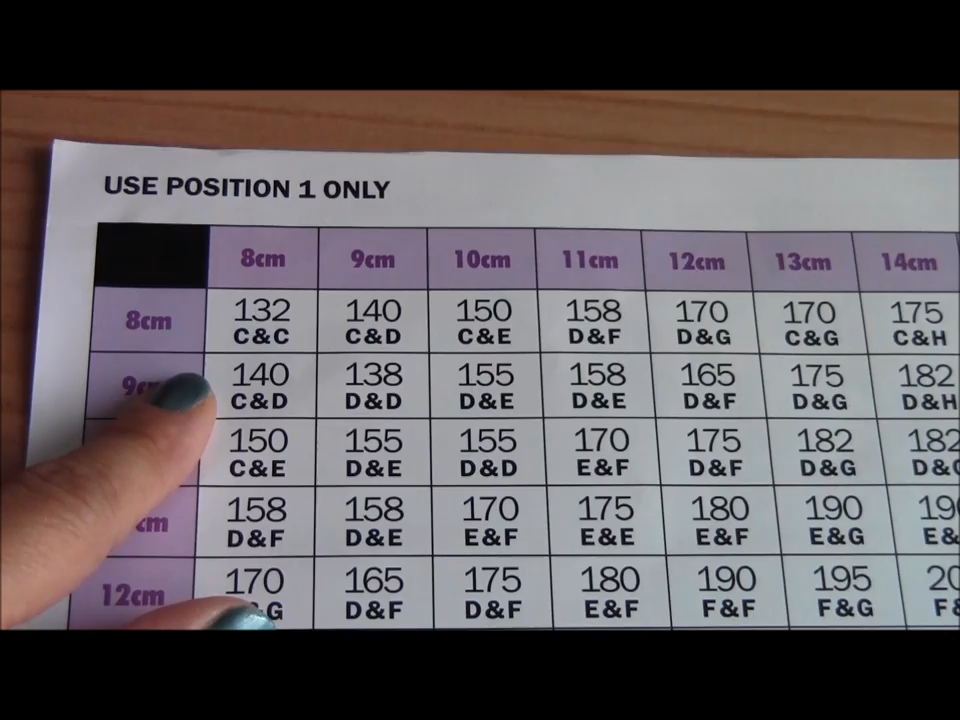 USE POSITION 1 ONLY
8cm 9cm 10cm 11cm 12cm 13cm 14cm
8cm 132 140 150 158 170 170 175
C&C C&D C&E D&F D&G C&G C&H
140 138 155 158 165 175 182
C&D D&D D&E D&E D&F D&G D&H
150 155 155 170 175 182 182
C&E D&E D&D E&F D&F D&G
cm 158 158 170 175 180 190
D&F D&E E&F E&E E&F E&G
12cm 170 165 175 180 190 195
D&F D&F E&F F&F F&G